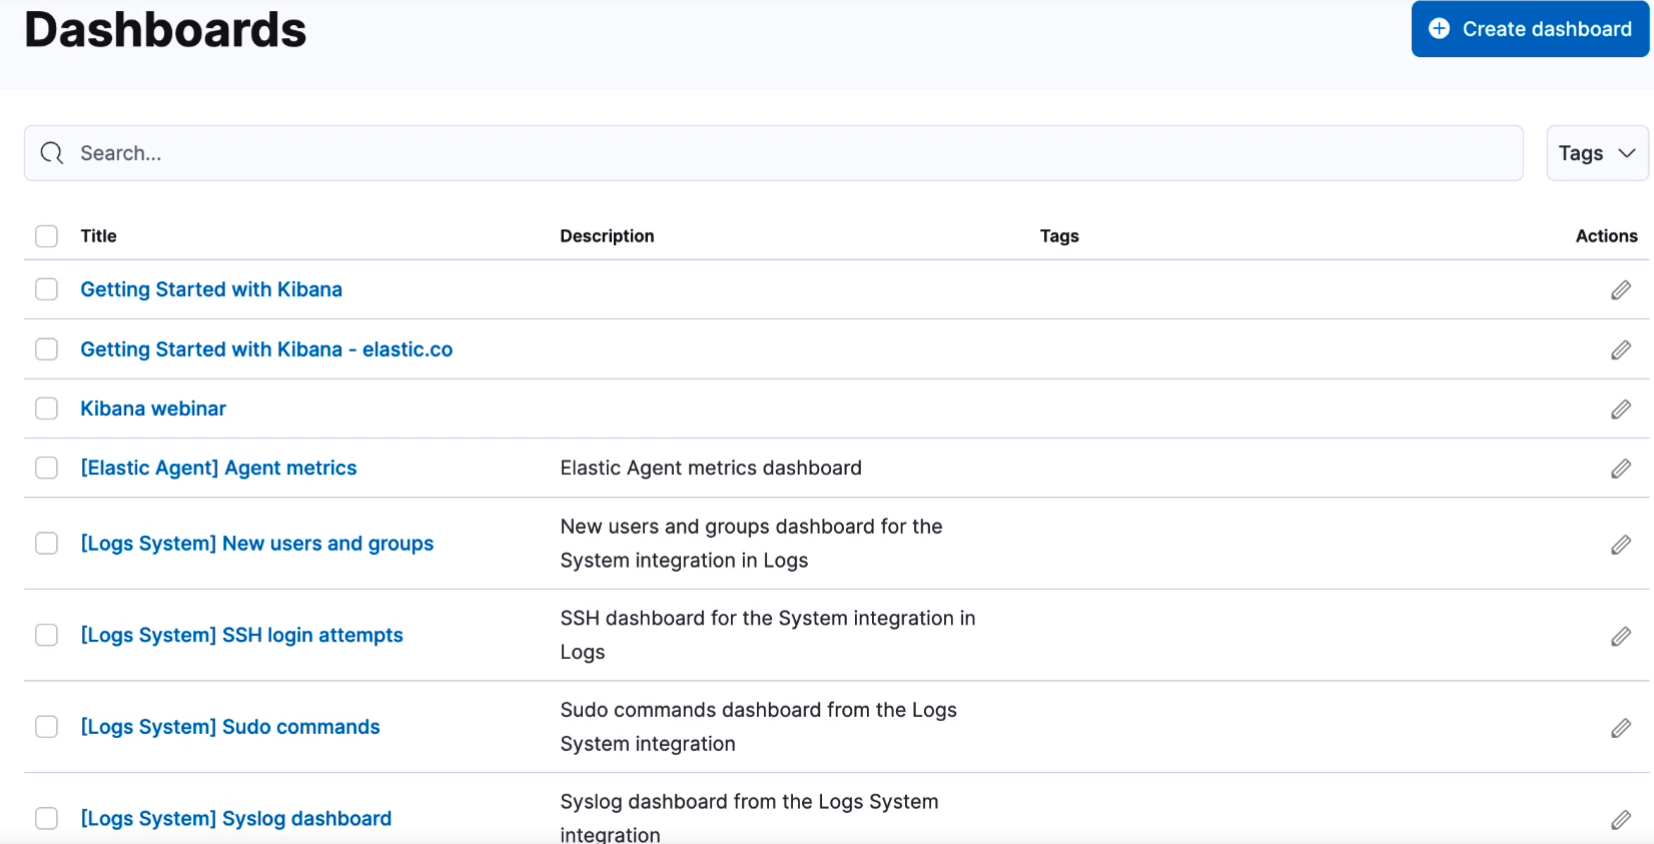 Dashboards
Create dashboard
Search...
Tags
Title Description Tags Actions
Getting Started with Kibana
Getting Started with Kibana - elastic.co
Kibana webinar
[Elastic Agent] Agent metrics Elastic Agent metrics dashboard
[Logs System] New users and groups
New users and groups dashboard for the
System integration in Logs
[Logs System] SSH login attempts
SSH dashboard for the System integration in
Logs
[Logs System] Sudo commands
Sudo commands dashboard from the Logs
System integration
[Logs System] Syslog dashboard
Syslog dashboard from the Logs System
integration